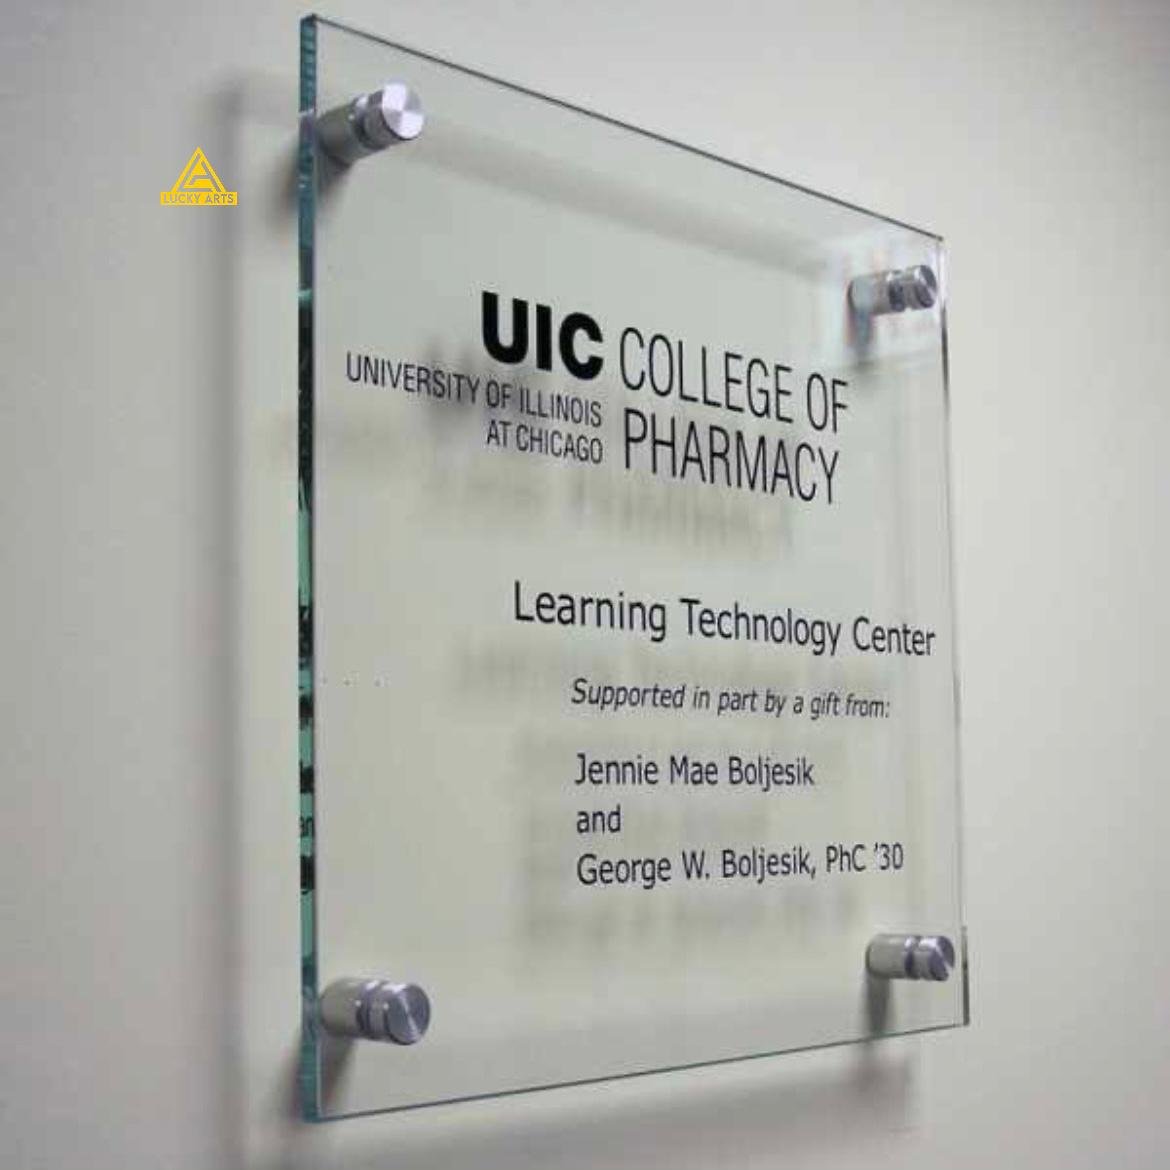 LUCKY ARTS
UIC
UNIVERSITY OF ILLINOIS
AT CHICAGO
COLLEGE OF
PHARMACY
Learning Technology Center
Supported in part by a gift from:
Jennie Mae Boljesik
and
George W. Boljesik, PhC '30